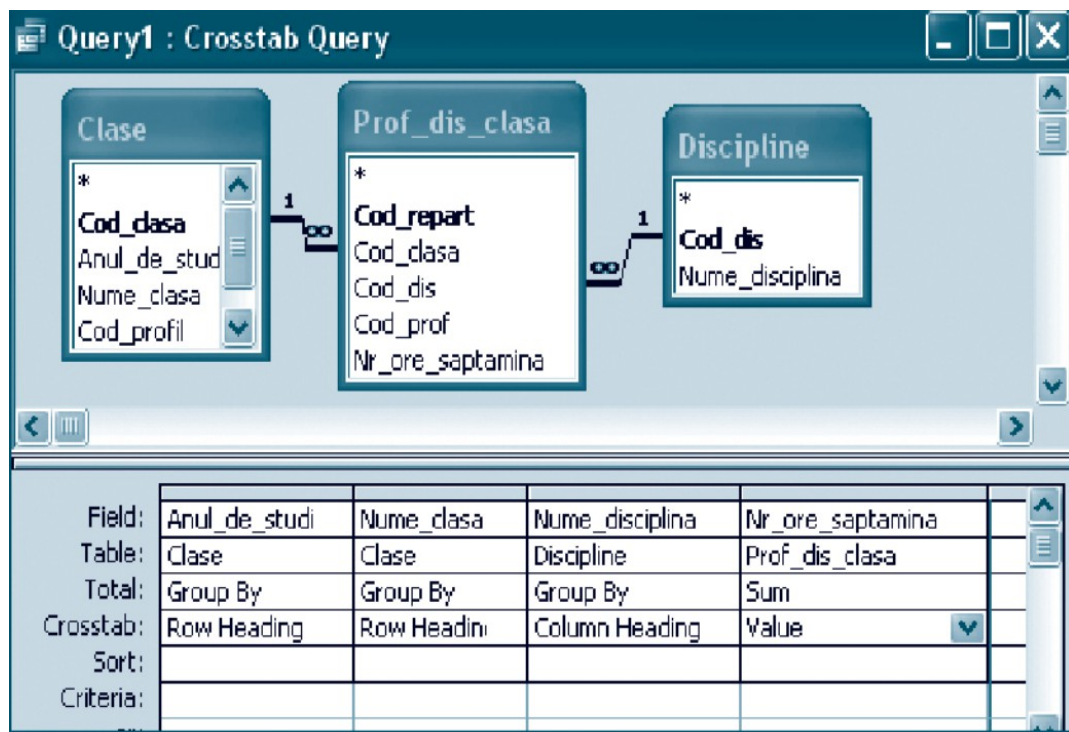 Query1 : Crosstab Query
Clase
*
Cod_clasa
Anul_de_stud
Nume_clasa
Cod_profil
1
∞
Prof_dis_clasa
*
Cod_repart
Cod_clasa
Cod_dis
Cod_prof
Nr_ore_saptamina
1
∞
Discipline
*
Cod_dis
Nume_disciplina
Field: Anul_de_studi Nume_clasa Nume_disciplina Nr_ore_saptamina
Table: Clase Clase Discipline Prof_dis_clasa
Total: Group By Group By Group By Sum
Crosstab: Row Heading Row Headin Column Heading Value
Sort:
Criteria: